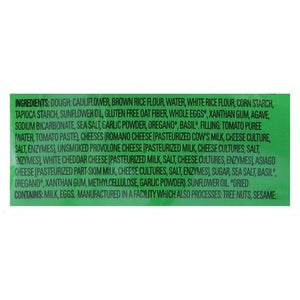 INGREDIENTS: DOUGH: CAULIFLOWER, BROWN RICE FLOUR, WATER, WHITE RICE FLOUR, CORN STARCH,
TAPIOCA STARCH, SUNFLOWER OIL, GLUTEN FREE OAT FIBER, WHOLE EGGS*, XANTHAN GUM, AGAVE,
SODIUM BICARBONATE, SEA SALT, GARLIC POWDER, OREGANO*, BASIL*. FILLING: TOMATO PUREE
(WATER, TOMATO PASTE), CHEESES (ROMANO CHEESE [PASTEURIZED COW'S MILK, CHEESE CULTURE,
SALT, ENZYMES], UNSMOKED PROVOLONE CHEESE [PASTEURIZED MILK, CHEESE CULTURES, SALT,
ENZYMES], WHITE CHEDDAR CHEESE [PASTEURIZED MILK, SALT, CHEESE CULTURES, ENZYMES], ASIAGO
CHEESE [PASTEURIZED PART-SKIM MILK, CHEESE CULTURES, SALT, ENZYMES]), SUGAR, SEA SALT, BASIL*,
OREGANO*, XANTHAN GUM, METHYLCELLULOSE, GARLIC POWDER), SUNFLOWER OIL. *DRIED
CONTAINS: MILK, EGGS. MANUFACTURED IN A FACILITY WHICH ALSO PROCESSES: TREE NUTS, SESAME.